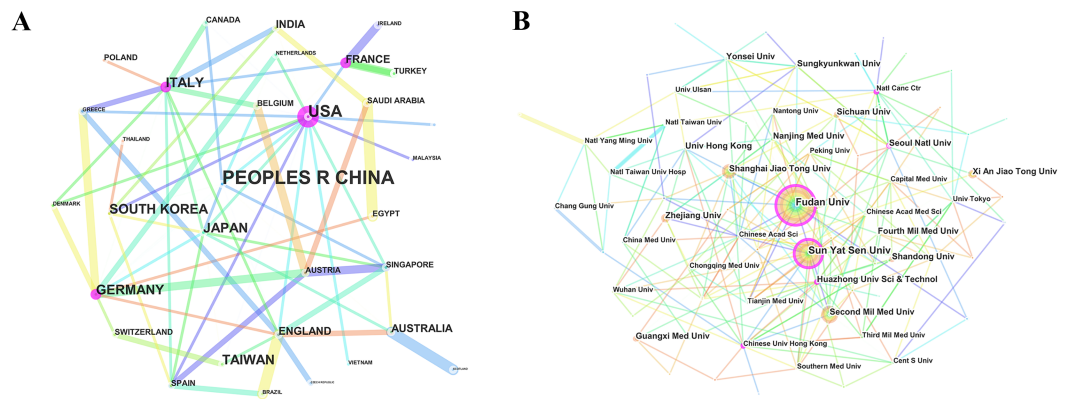 A
CANADA
INDIA
IRELAND
POLAND
NETHERLANDS
FRANCE
TURKEY
ITALY
GREECE
BELGIUM
SAUDI ARABIA
USA
THAILAND
MALAYSIA
PEOPLES R CHINA
DENMARK
SOUTH KOREA
EGYPT
JAPAN
AUSTRIA
SINGAPORE
GERMANY
SWITZERLAND
ENGLAND
AUSTRALIA
TAIWAN
VIETNAM
SPAIN
CZECH REPUBLIC
BRAZIL
B
Yonsei Univ
Sungkyunkwan Univ
Univ Ulsan
Natl Canc Ctr
Nantong Univ
Sichuan Univ
Natl Taiwan Univ
Natl Yang Ming Univ
Univ Hong Kong
Nanjing Med Univ
Peking Univ
Seoul Natl Univ
Natl Taiwan Univ Hosp
Shanghai Jiao Tong Univ
Capital Med Univ
Xi An Jiao Tong Univ
Chang Gung Univ
Fudan Univ
Univ Tokyo
Zhejiang Univ
Chinese Acad Med Sci
China Med Univ
Chinese Acad Sci
Fourth Mil Med Univ
Sun Yat Sen Univ
Shandong Univ
Chongqing Med Univ
Huazhong Univ Sci & Technol
Wuhan Univ
Tianjin Med Univ
Second Mil Med Univ
Guangxi Med Univ
Chinese Univ Hong Kong
Third Mil Med Univ
Southern Med Univ
Cent S Univ